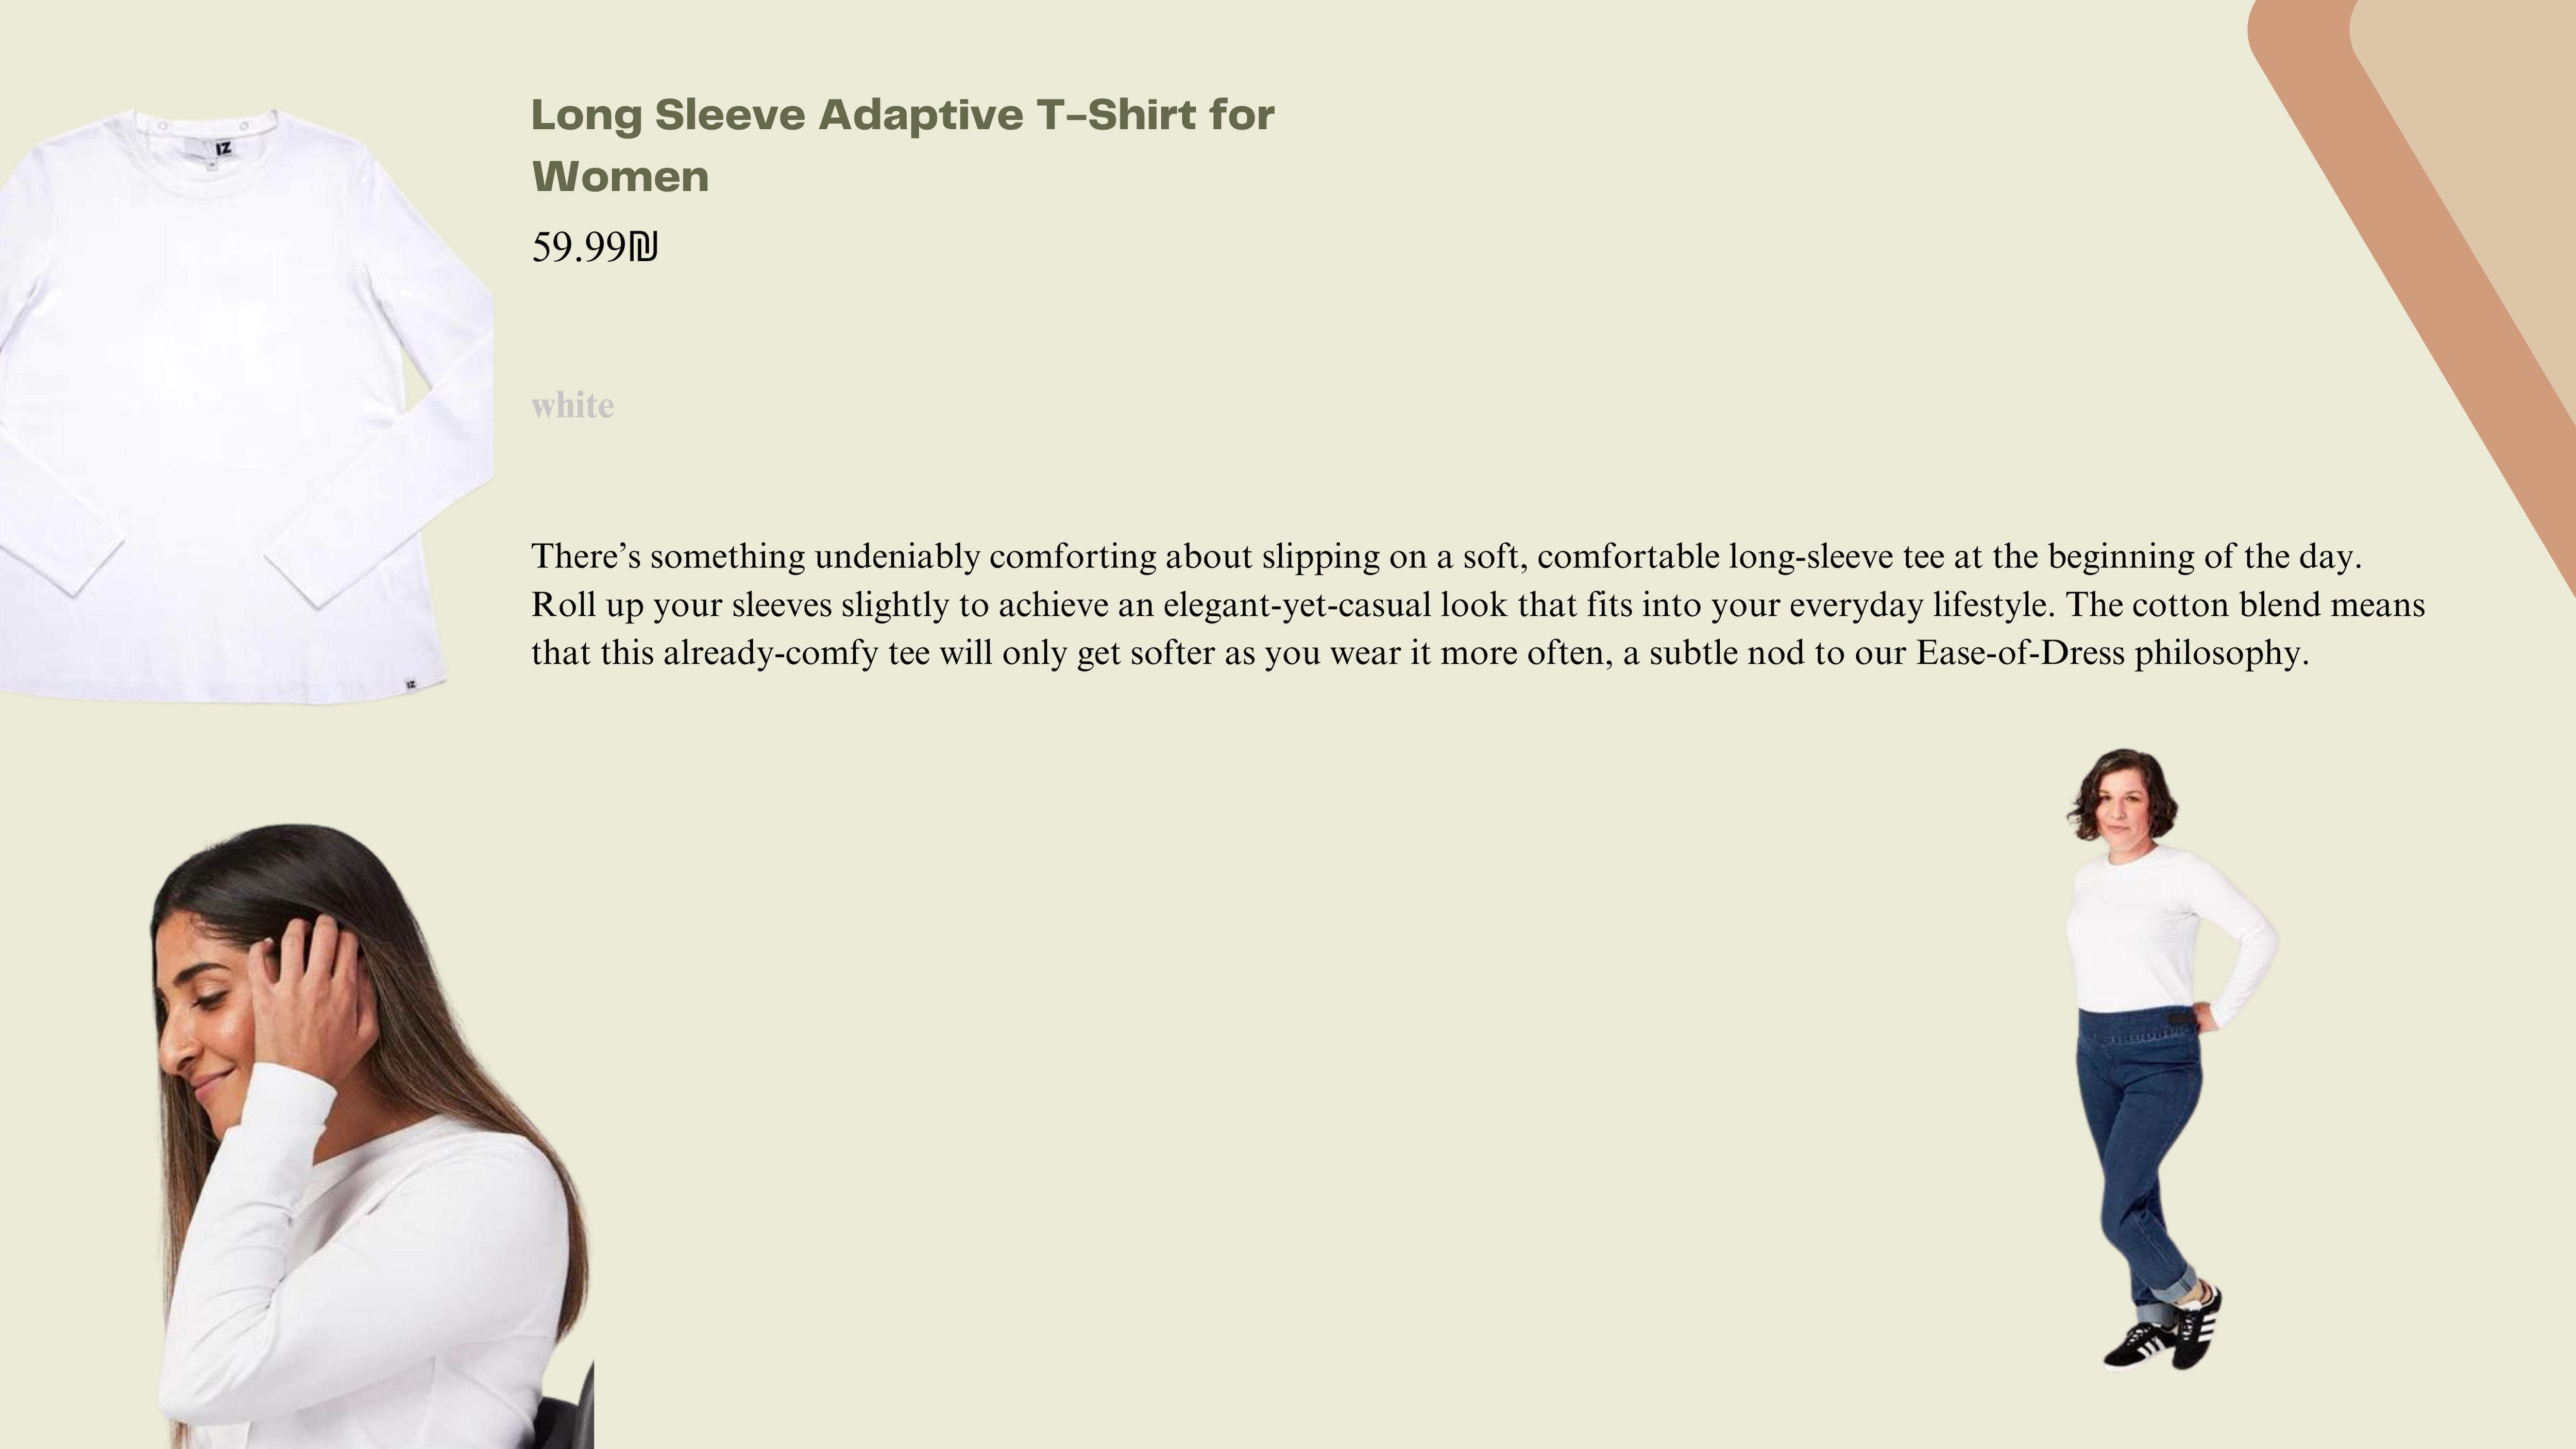 Long Sleeve Adaptive T-Shirt for
Women
59.99₪
IZ
white
There’s something undeniably comforting about slipping on a soft, comfortable long-sleeve tee at the beginning of the day.
Roll up your sleeves slightly to achieve an elegant-yet-casual look that fits into your everyday lifestyle. The cotton blend means
that this already-comfy tee will only get softer as you wear it more often, a subtle nod to our Ease-of-Dress philosophy.
IZ